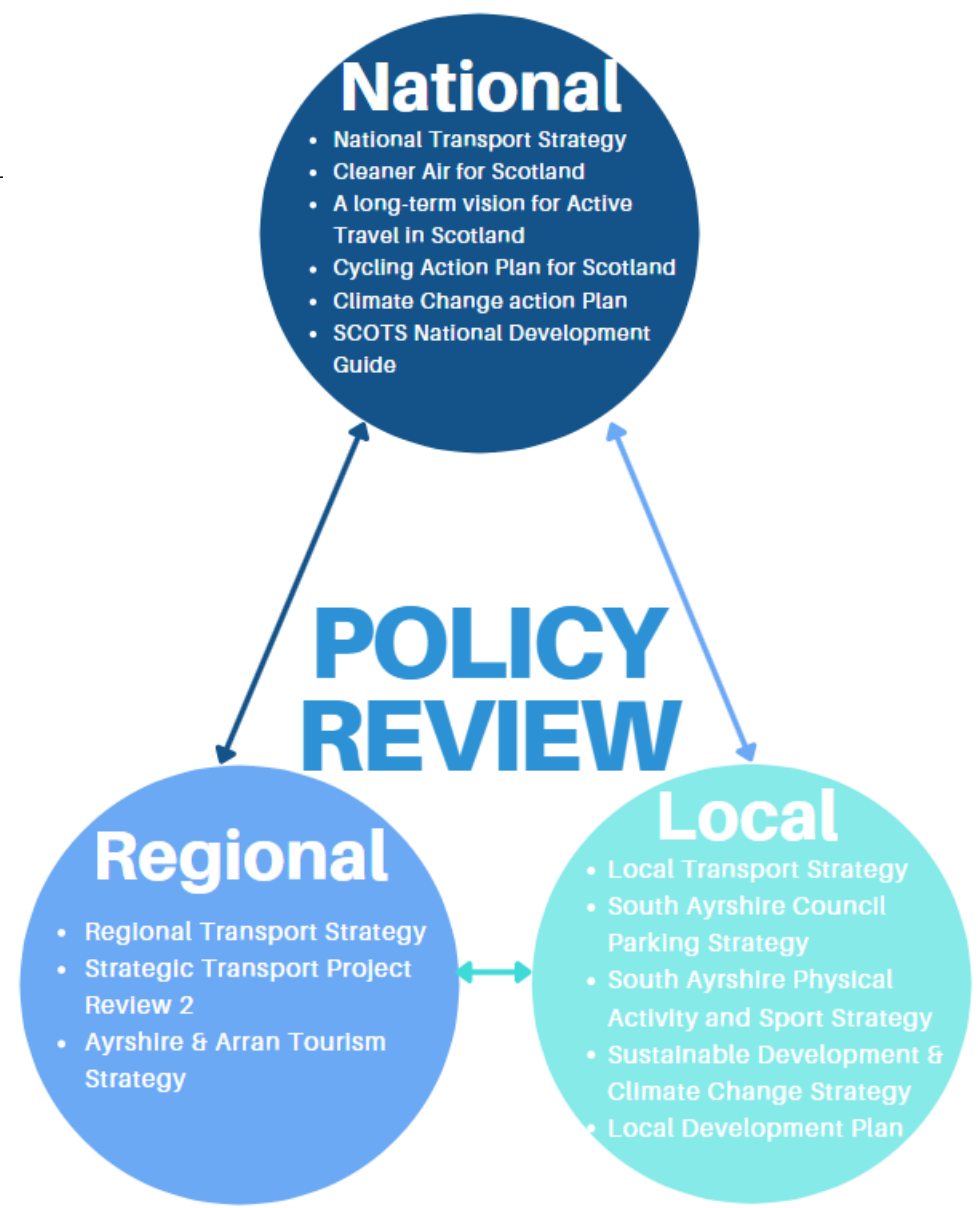 National
• National Transport Strategy
• Cleaner Air for Scotland
• A long-term vision for Active
Travel in Scotland
• Cycling Action Plan for Scotland
• Climate Change action Plan
• SCOTS National Development
Guide
POLICY
REVIEW
Regional
• Regional Transport Strategy
• Strategic Transport Project
Review 2
• Ayrshire & Arran Tourism
Strategy
Local
• Local Transport Strategy
• South Ayrshire Council
Parking Strategy
• South Ayrshire Physical
Activity and Sport Strategy
• Sustainable Development &
Climate Change Strategy
• Local Development Plan